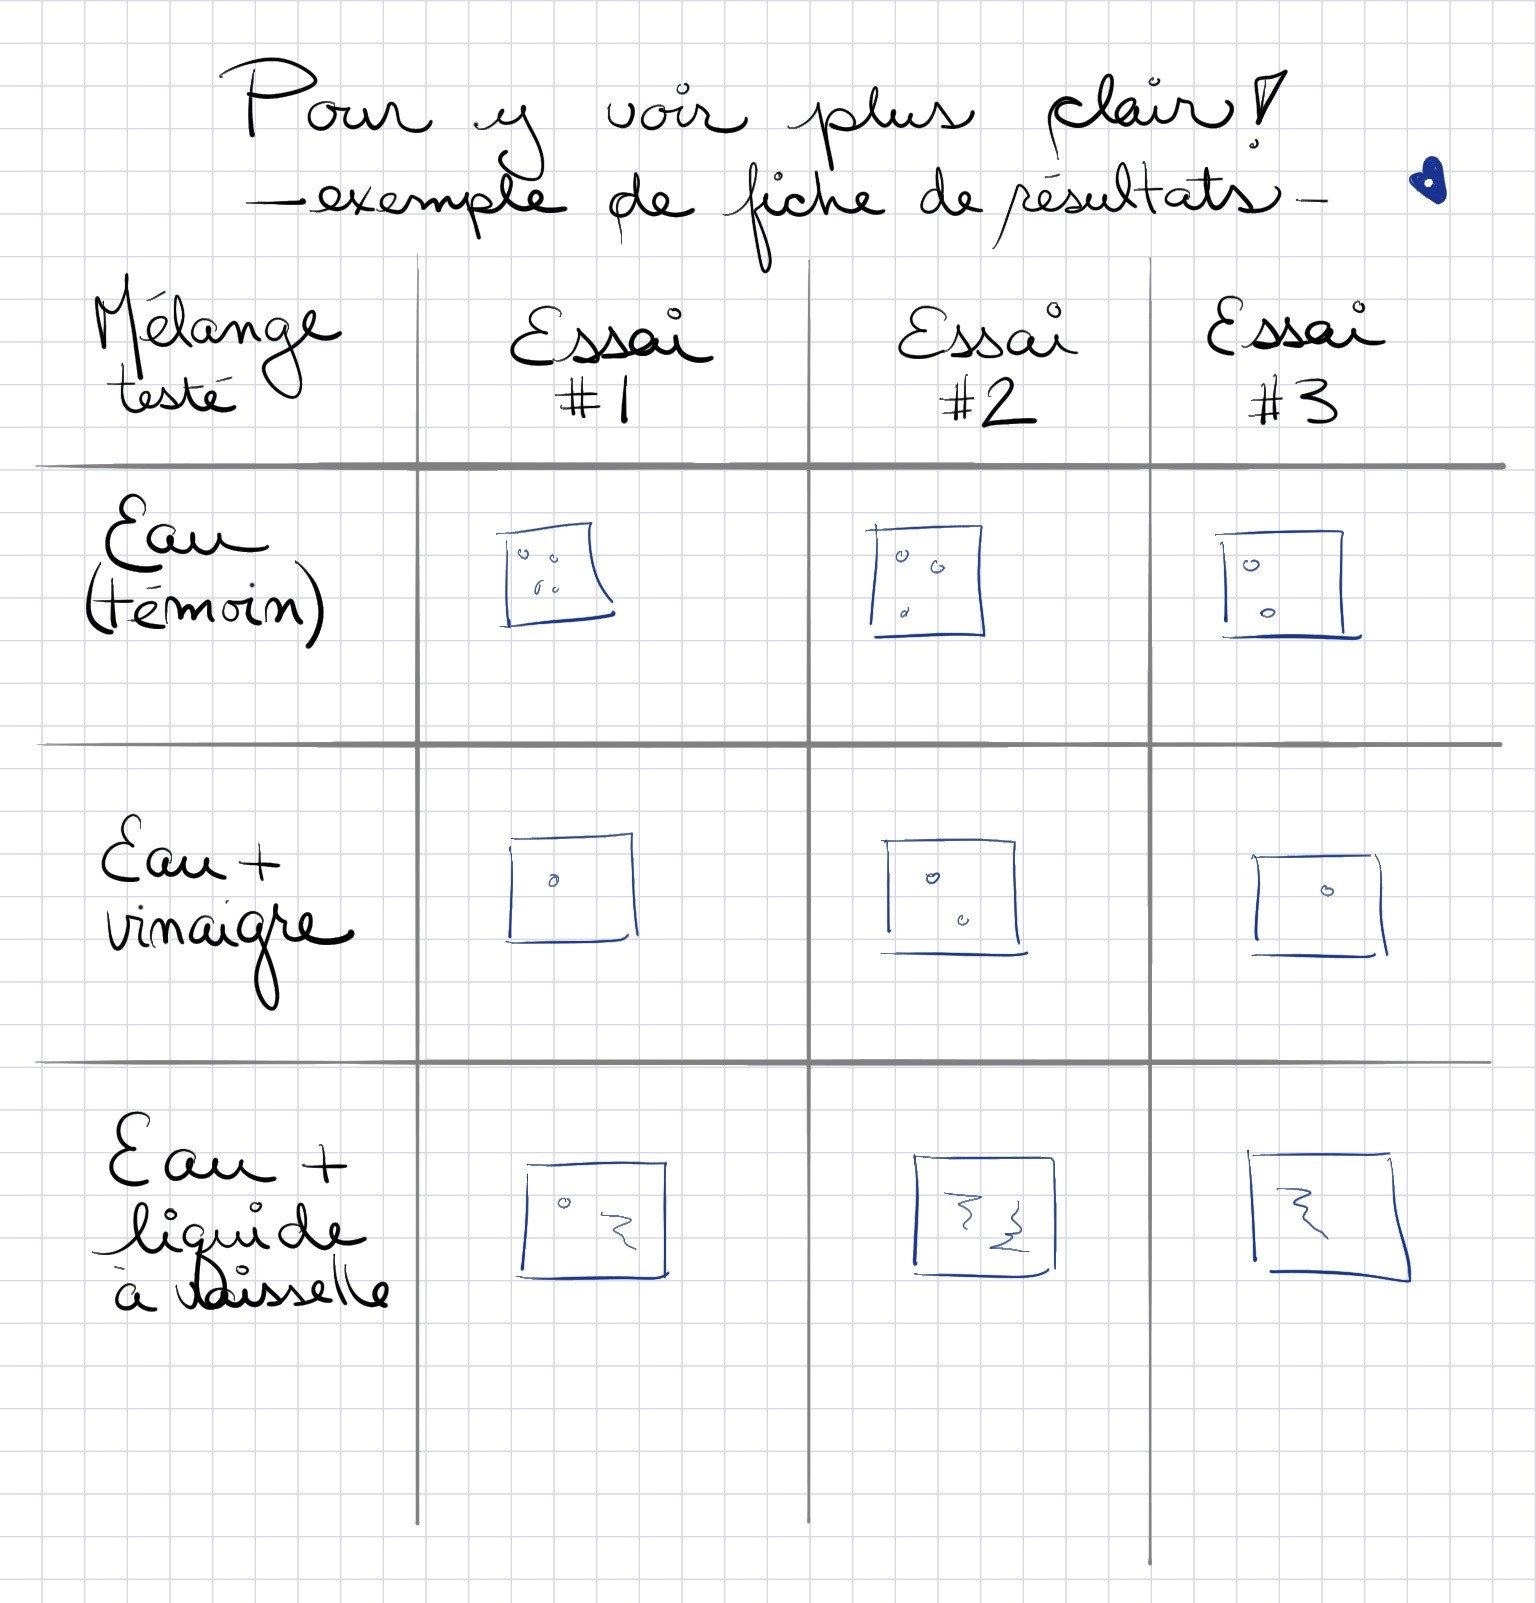 Pour y voir plus clair!
- exemple de fiche de résultats -
Mélange testé
Essai #1
Essai #2
Essai #3
Eau (témoin)
Eau + vinaigre
Eau + liquide à vaisselle